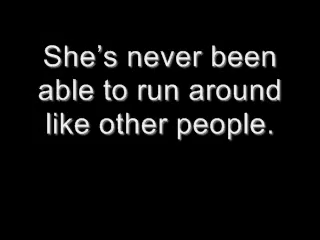 She’s never been
able to run around
like other people.